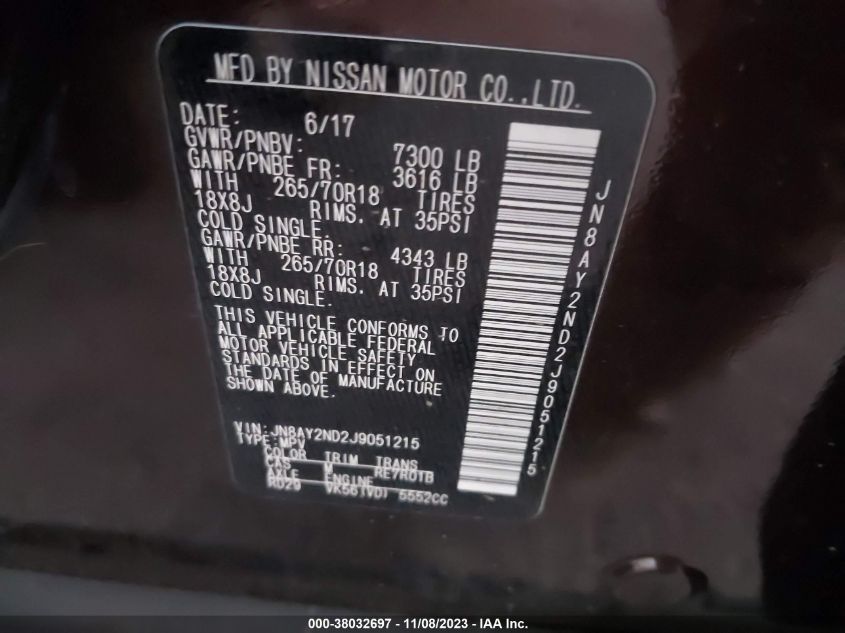 MFD BY NISSAN MOTOR CO.,LTD.
DATE: 6/17
GVWR/PNBV: 7300 LB
GAWR/PNBE FR: 3616 LB
WITH 265/70R18 TIRES
18X8J RIMS. AT 35PSI
COLD SINGLE.
GAWR/PNBE RR: 4343 LB
WITH 265/70R18 TIRES
18X8J RIMS. AT 35PSI
COLD SINGLE.
THIS VEHICLE CONFORMS TO
ALL APPLICABLE FEDERAL
MOTOR VEHICLE SAFETY
STANDARDS IN EFFECT ON
THE DATE OF MANUFACTURE
SHOWN ABOVE.
VIN:JN8AY2ND2J9051215
TYPE:MPV
COLOR TRIM TRANS
CAS M RE7R01B
AXLE ENGINE
RD29 VK56(VD) 5552CC
JN8AY2ND2J9051215
000-38032697 - 11/08/2023 - IAA Inc.